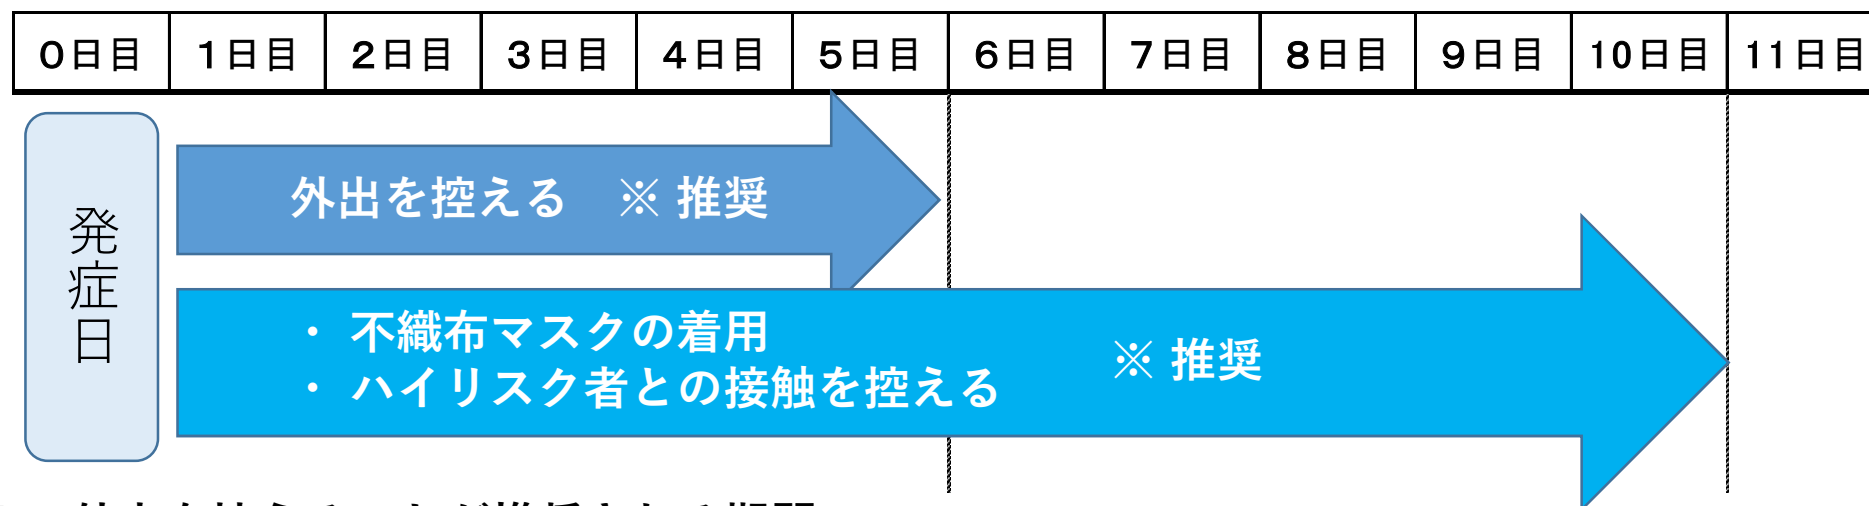 0日目 1日目 2日目 3日目 4日目 5日目 6日目 7日目 8日目 9日目 10日目 11日目
発症日
外出を控える ※ 推奨
・ 不織布マスクの着用
・ ハイリスク者との接触を控える
※ 推奨